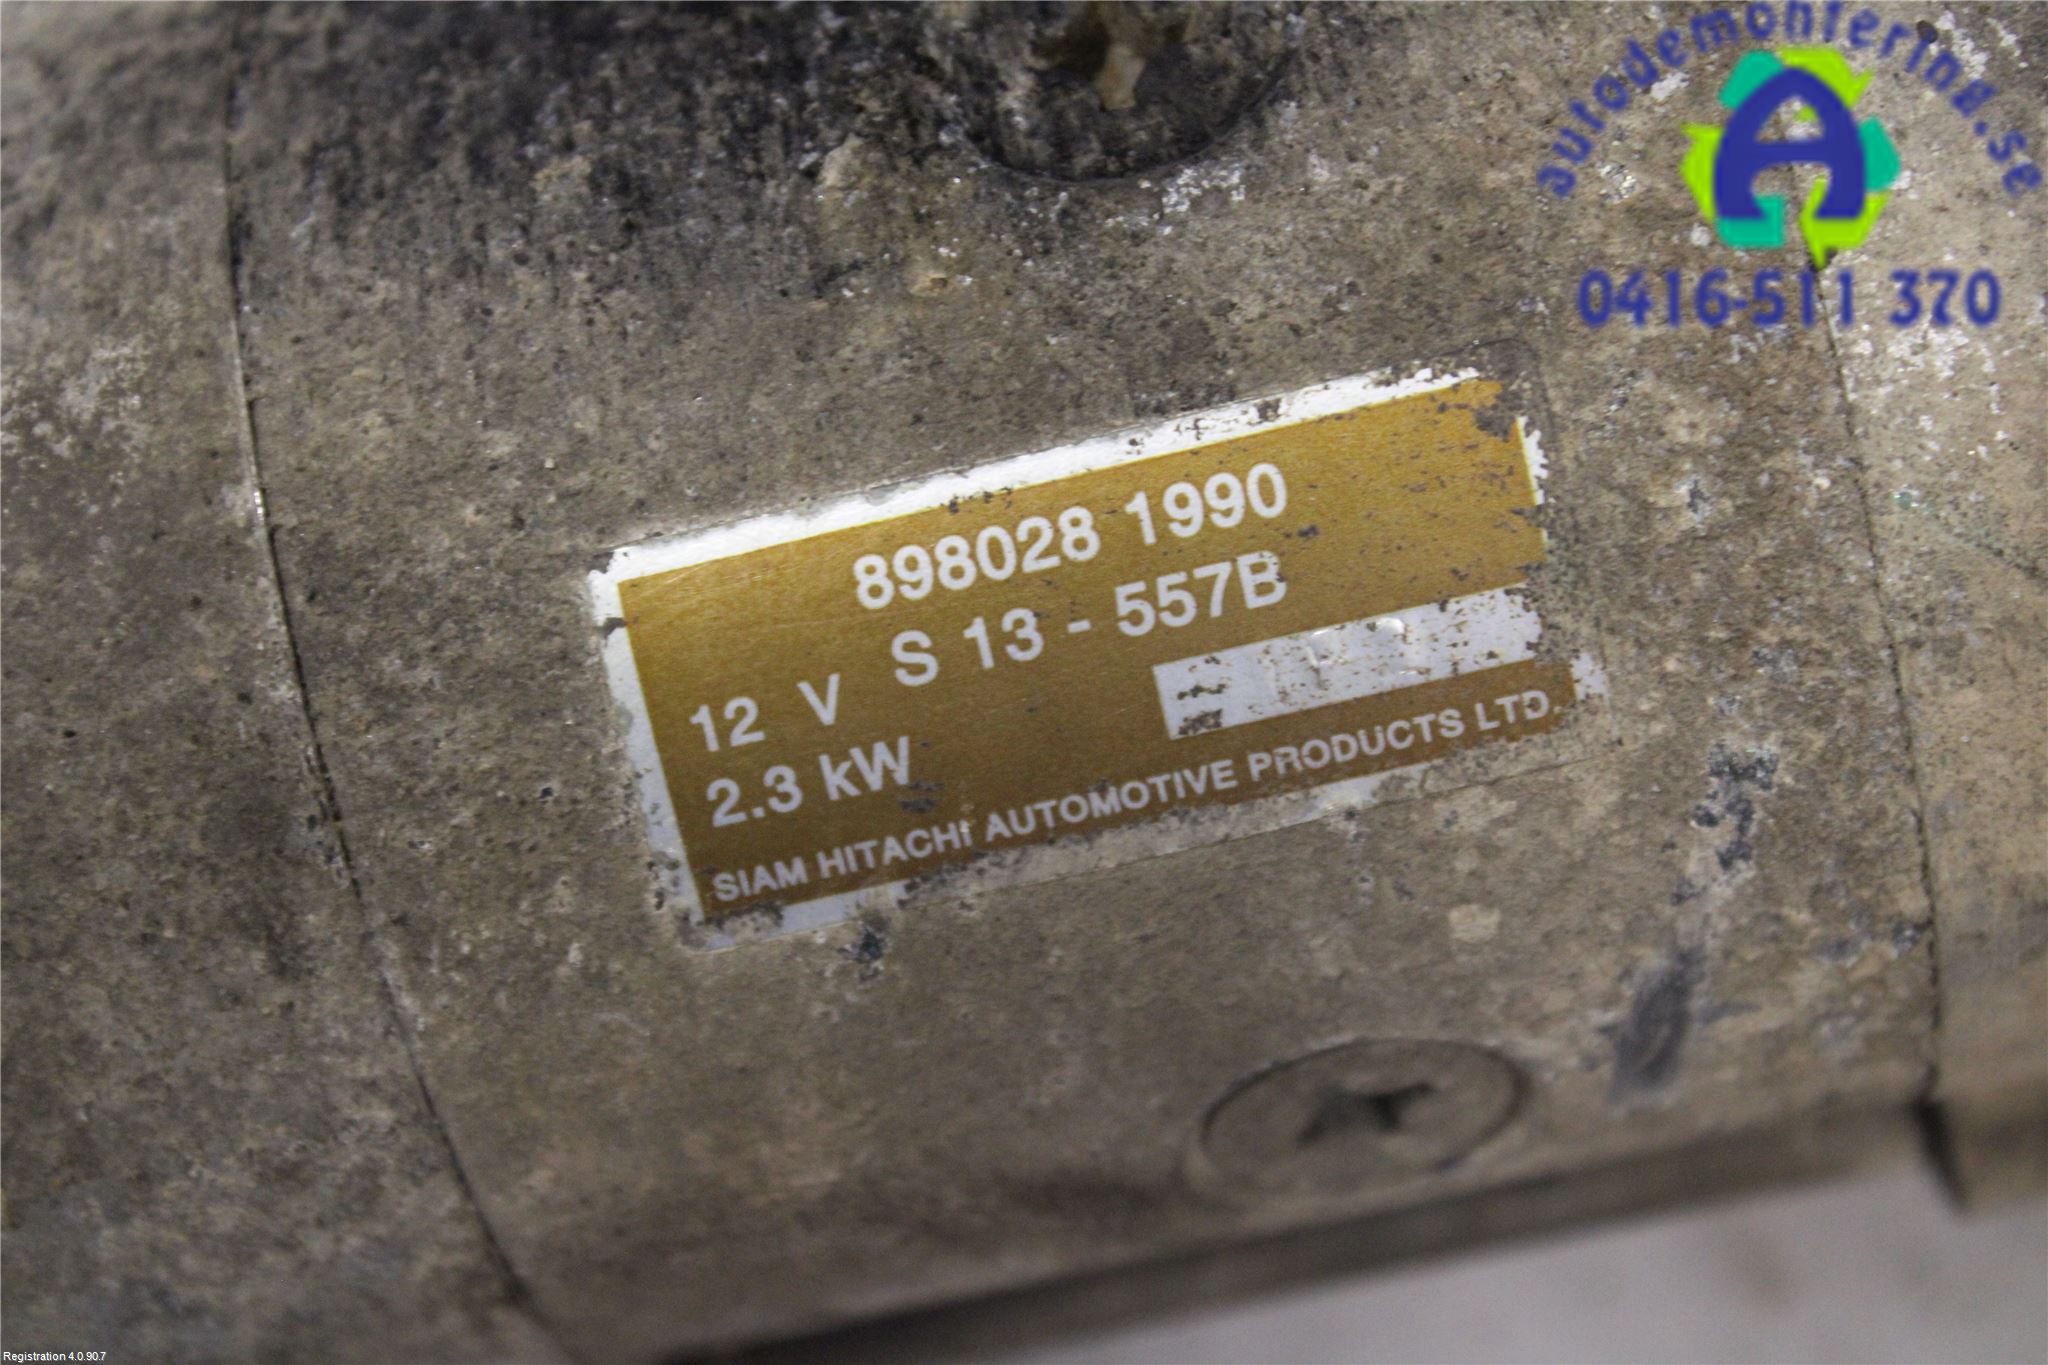 autodemontering.se
A
0416-511 370
898028 1990
S 13 - 557B
12 V
2.3 kW
SIAM HITACHI AUTOMOTIVE PRODUCTS LTD.
Registration 4.0.90.7